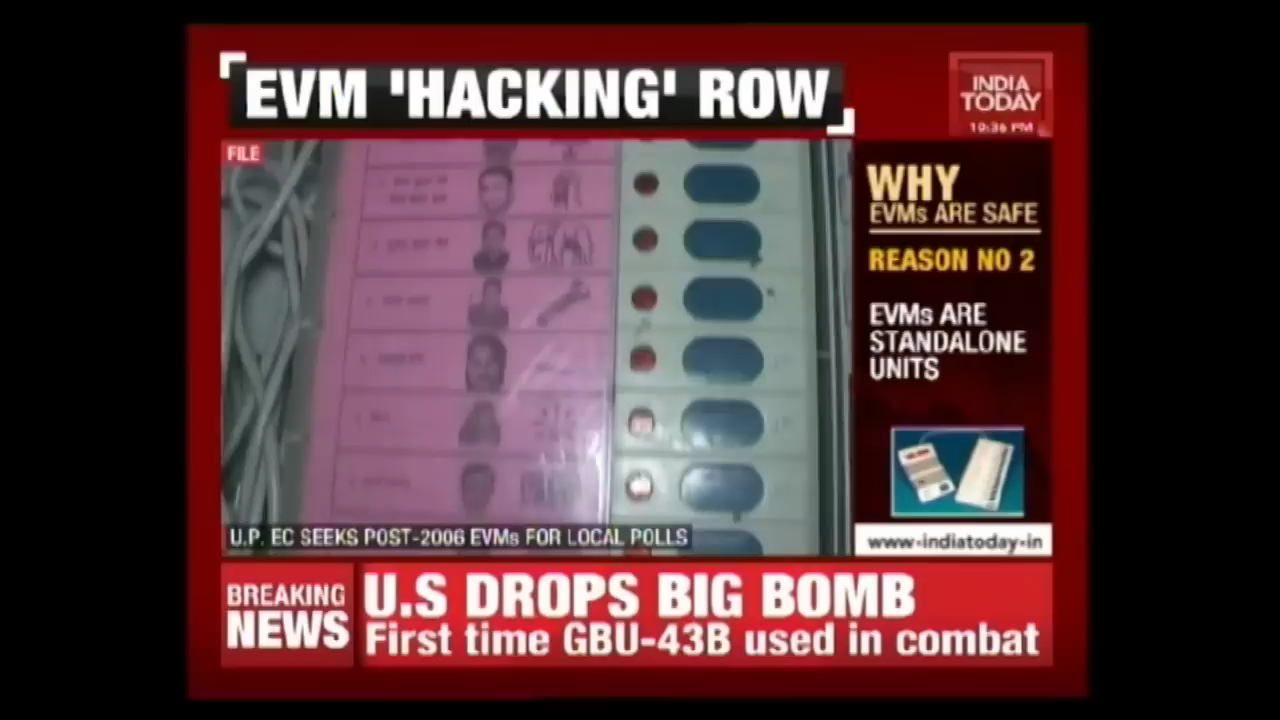 EVM 'HACKING' ROW
INDIA
TODAY
10:36 PM
FILE
WHY
EVMs ARE SAFE
REASON NO 2
EVMs ARE
STANDALONE
UNITS
U.P. EC SEEKS POST-2006 EVMs FOR LOCAL POLLS
www•indiatoday•in
BREAKING
NEWS
U.S DROPS BIG BOMB
First time GBU-43B used in combat